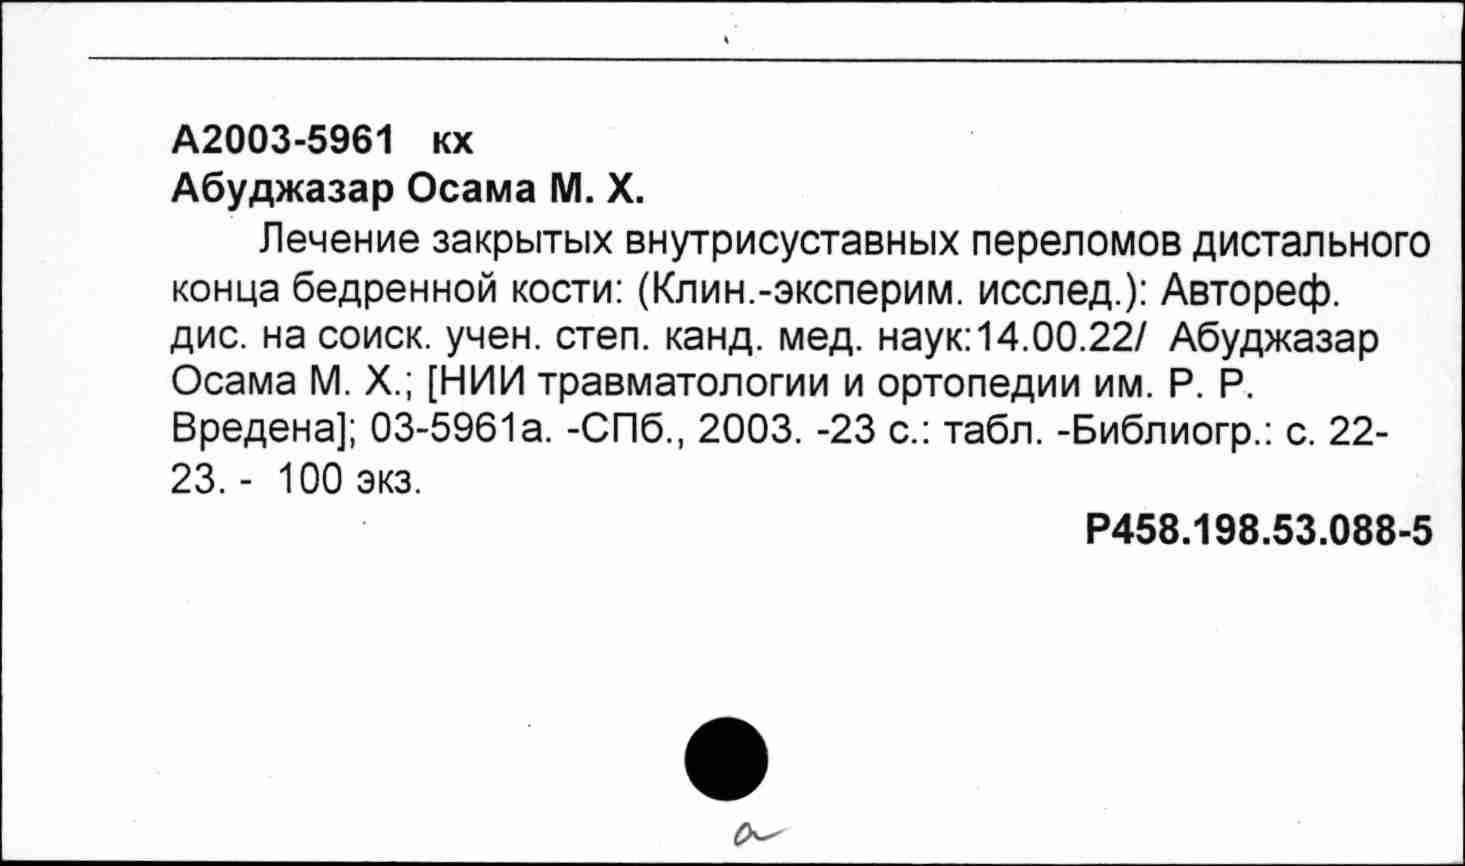 А2003-5961 кх
Абуджазар Осама М. Х.
Лечение закрытых внутрисуставных переломов дистального
конца бедренной кости: (Клин.-эксперим. исслед.): Автореф.
дис. на соиск. учен. степ. канд. мед. наук:14.00.22/ Абуджазар
Осама М. Х.; [НИИ травматологии и ортопедии им. Р. Р.
Вредена]; 03-5961а. -СПб., 2003. -23 с.: табл. -Библиогр.: с. 22-
23. - 100 экз.
Р458.198.53.088-5
а